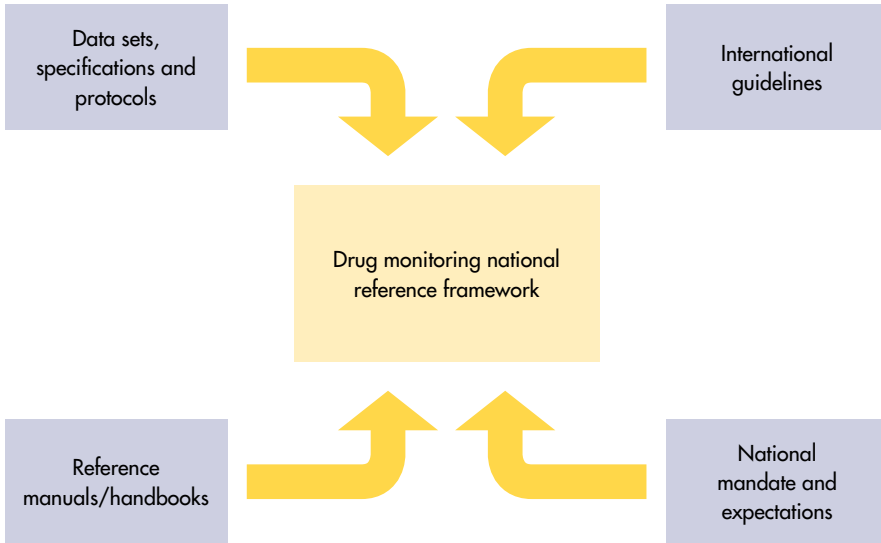 Data sets,
specifications and
protocols
International
guidelines
Drug monitoring national
reference framework
Reference
manuals/handbooks
National
mandate and
expectations